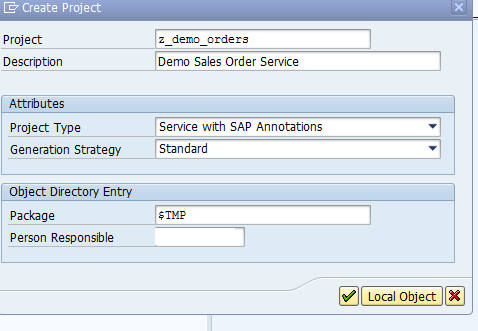 Create Project
Project z_demo_orders
Description Demo Sales Order Service
Attributes
Project Type Service with SAP Annotations
Generation Strategy Standard
Object Directory Entry
Package $TMP
Person Responsible
Local Object